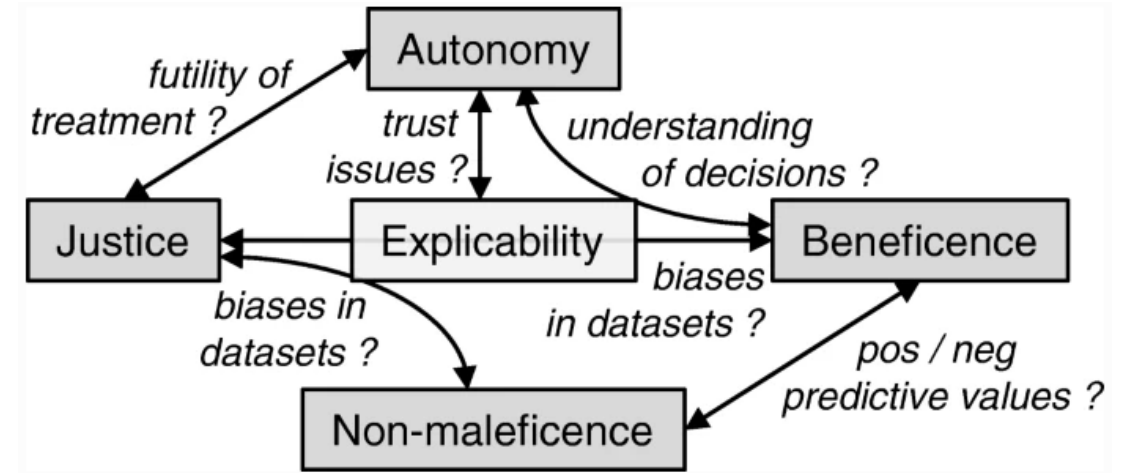 Autonomy
futility of
treatment ?
trust
issues ?
understanding
of decisions ?
Justice
Explicability
Beneficence
biases in
datasets ?
biases
in datasets ?
pos / neg
predictive values ?
Non-maleficence